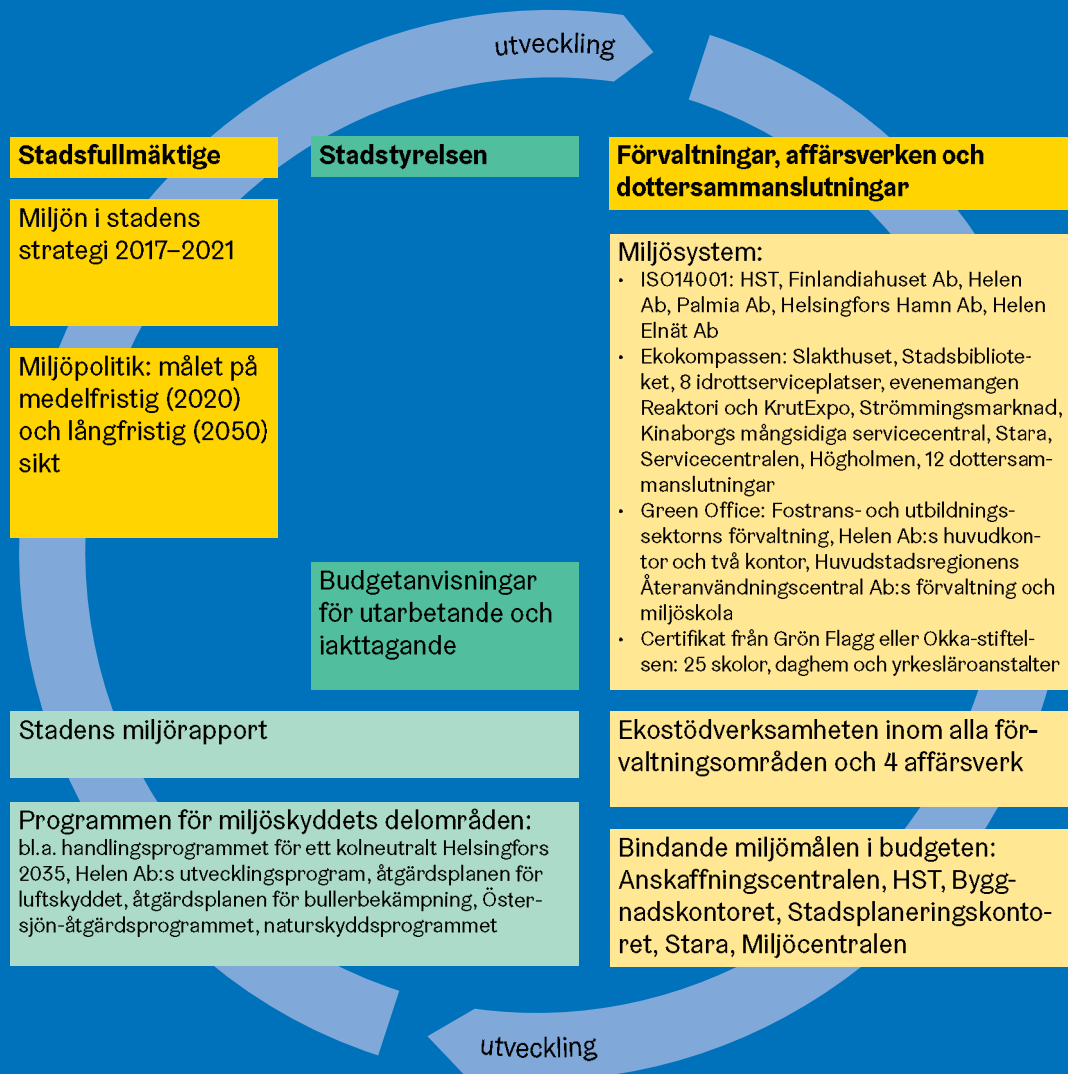 utveckling
Stadsfullmäktige
Miljön i stadens
strategi 2017–2021
Miljöpolitik: målet på
medelfristig (2020)
och långfristig (2050)
sikt
Stadstyrelsen
Budgetanvisningar
för utarbetande och
iakttagande
Stadens miljörapport
Programmen för miljöskyddets delområden:
bl.a. handlingsprogrammet för ett kolneutralt Helsingfors
2035, Helen Ab:s utvecklingsprogram, åtgärdsplanen för
luftskyddet, åtgärdsplanen för bullerbekämpning, Öster-
sjön-åtgärdsprogrammet, naturskyddsprogrammet
Förvaltningar, affärsverken och
dottersammanslutningar
Miljösystem:
• ISO14001: HST, Finlandiahuset Ab, Helen
Ab, Palmia Ab, Helsingfors Hamn Ab, Helen
Elnät Ab
• Ekokompassen: Slakthuset, Stadsbibliote-
ket, 8 idrottserviceplatser, evenemangen
Reaktori och KrutExpo, Strömmingsmarknad,
Kinaborgs mångsidiga servicecentral, Stara,
Servicecentralen, Högholmen, 12 dottersam-
manslutningar
• Green Office: Fostrans- och utbildnings-
sektorns förvaltning, Helen Ab:s huvudkon-
tor och två kontor, Huvudstadsregionens
Återanvändningscentral Ab:s förvaltning och
miljöskola
• Certifikat från Grön Flagg eller Okka-stiftel-
sen: 25 skolor, daghem och yrkesläroanstalter
Ekostödverksamheten inom alla för-
valtningsområden och 4 affärsverk
Bindande miljömålen i budgeten:
Anskaffningscentralen, HST, Bygg-
nadskontoret, Stadsplaneringskonto-
ret, Stara, Miljöcentralen
utveckling